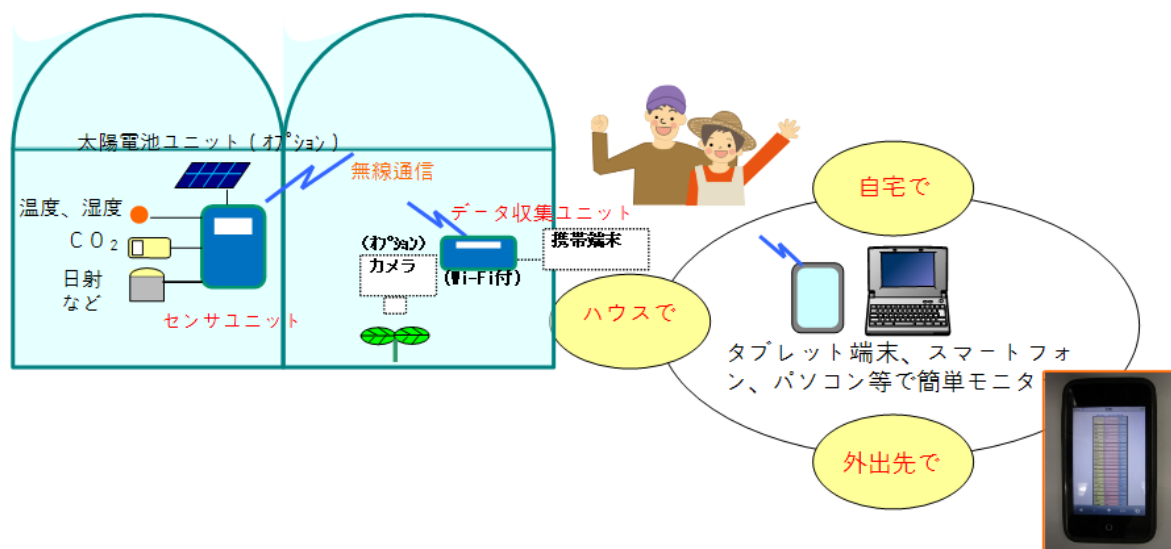 太陽電池ユニット(ｵﾌﾟｼｮﾝ)
無線通信
温度、湿度
ＣＯ２
日射
など
センサユニット
データ収集ユニット
(ｵﾌﾟｼｮﾝ)
カメラ
(Wi-Fi付)
携帯端末
ハウスで
自宅で
タブレット端末、スマートフォ
ン、パソコン等で簡単モニタ
外出先で